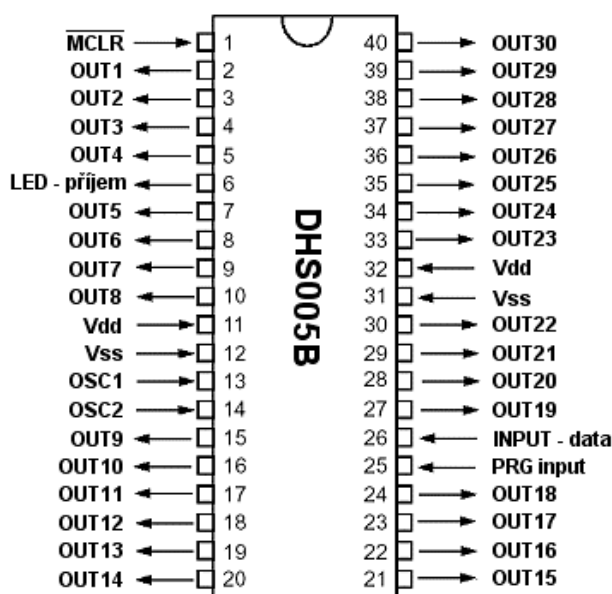 MCLR 1 40 OUT30
OUT1 2 39 OUT29
OUT2 3 38 OUT28
OUT3 4 37 OUT27
OUT4 5 36 OUT26
LED - příjem 6 35 OUT25
OUT5 7 34 OUT24
OUT6 8 33 OUT23
OUT7 9 32 Vdd
OUT8 10 31 Vss
Vdd 11 30 OUT22
Vss 12 29 OUT21
OSC1 13 28 OUT20
OSC2 14 27 OUT19
OUT9 15 26 INPUT - data
OUT10 16 25 PRG input
OUT11 17 24 OUT18
OUT12 18 23 OUT17
OUT13 19 22 OUT16
OUT14 20 21 OUT15
DHS005B